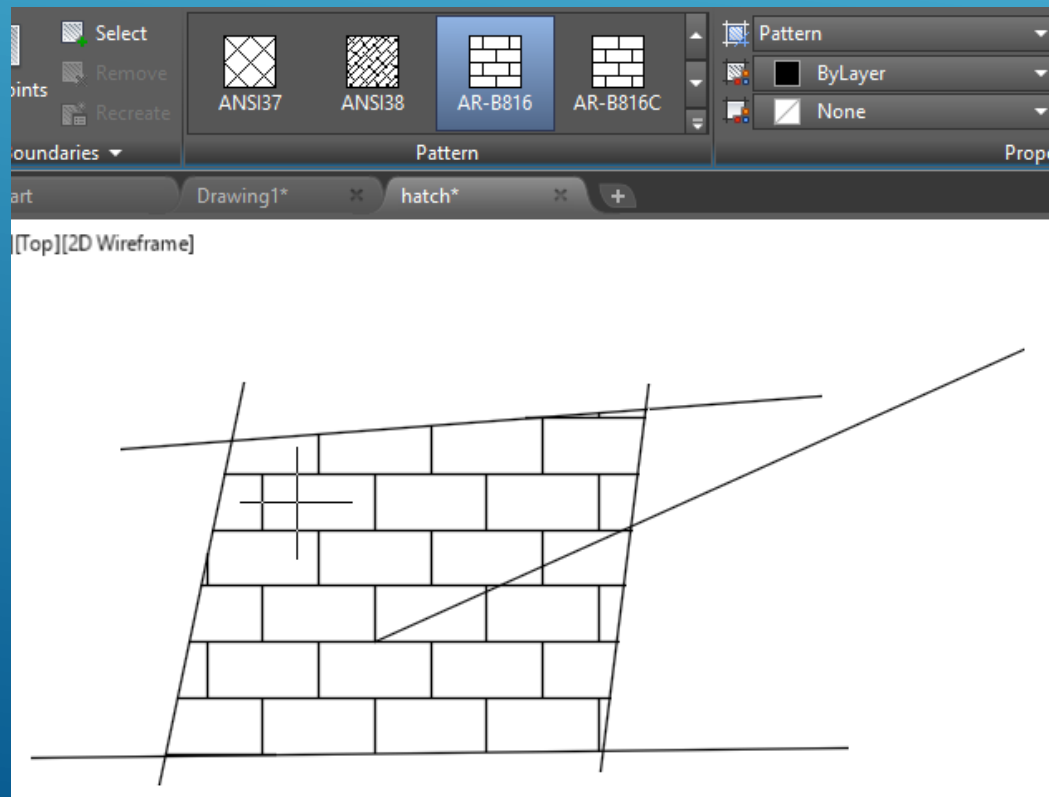 Select
Remove
Recreate
oints
oundaries
ANSI37
ANSI38
AR-B816
AR-B816C
Pattern
Pattern
ByLayer
None
Prope
art
Drawing1*
hatch*
][Top][2D Wireframe]